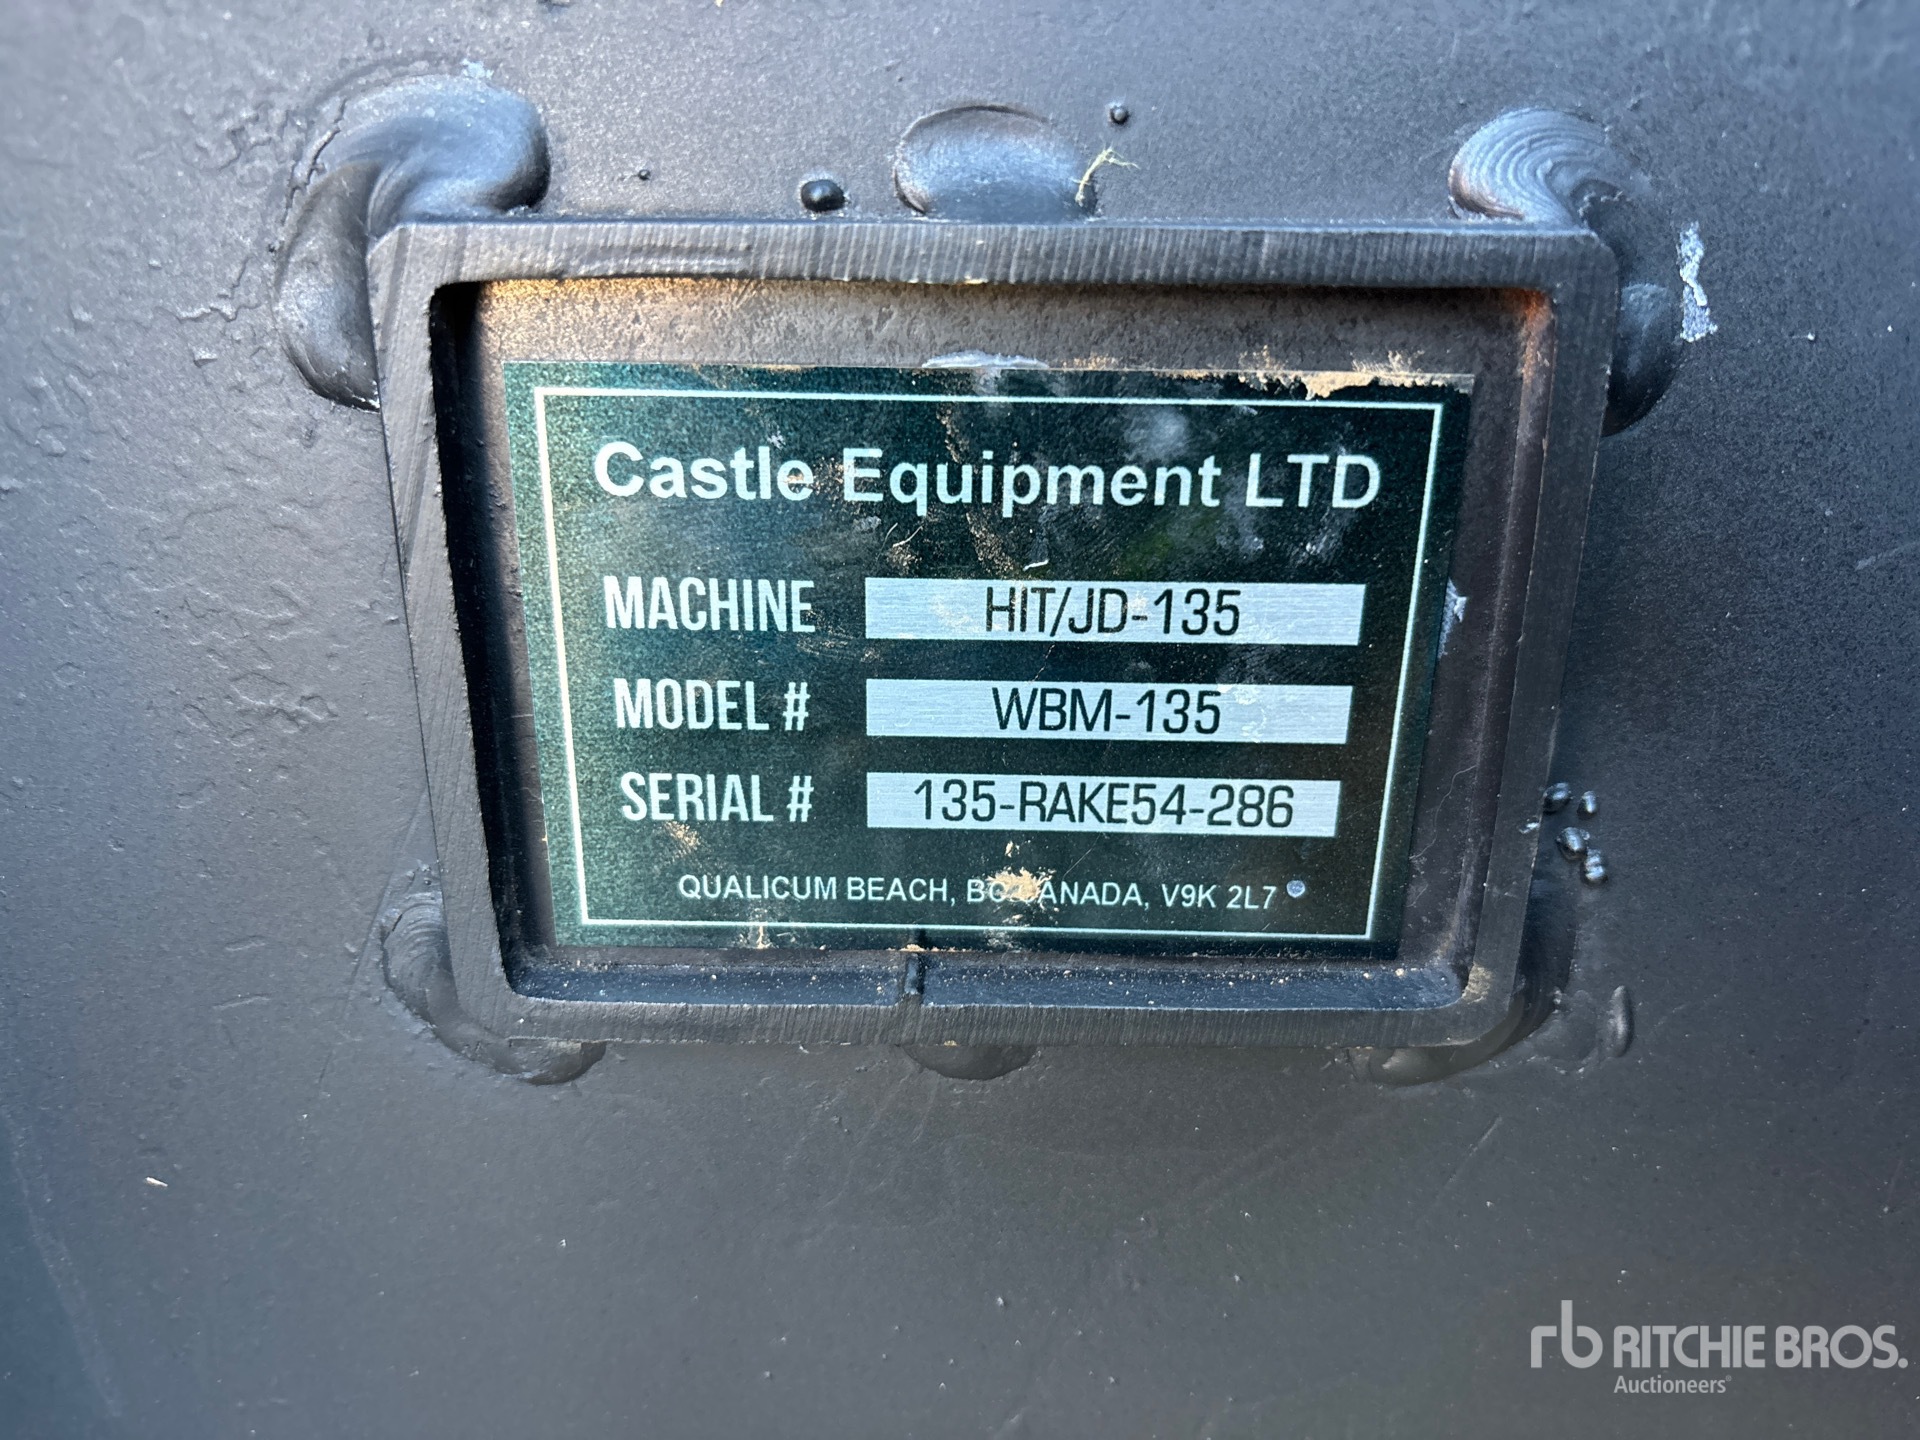 Castle Equipment LTD
MACHINE HIT/JD-135
MODEL # WBM-135
SERIAL # 135-RAKE54-286
QUALICUM BEACH, BC CANADA, V9K 2L7
rb RITCHIE BROS.
Auctioneers